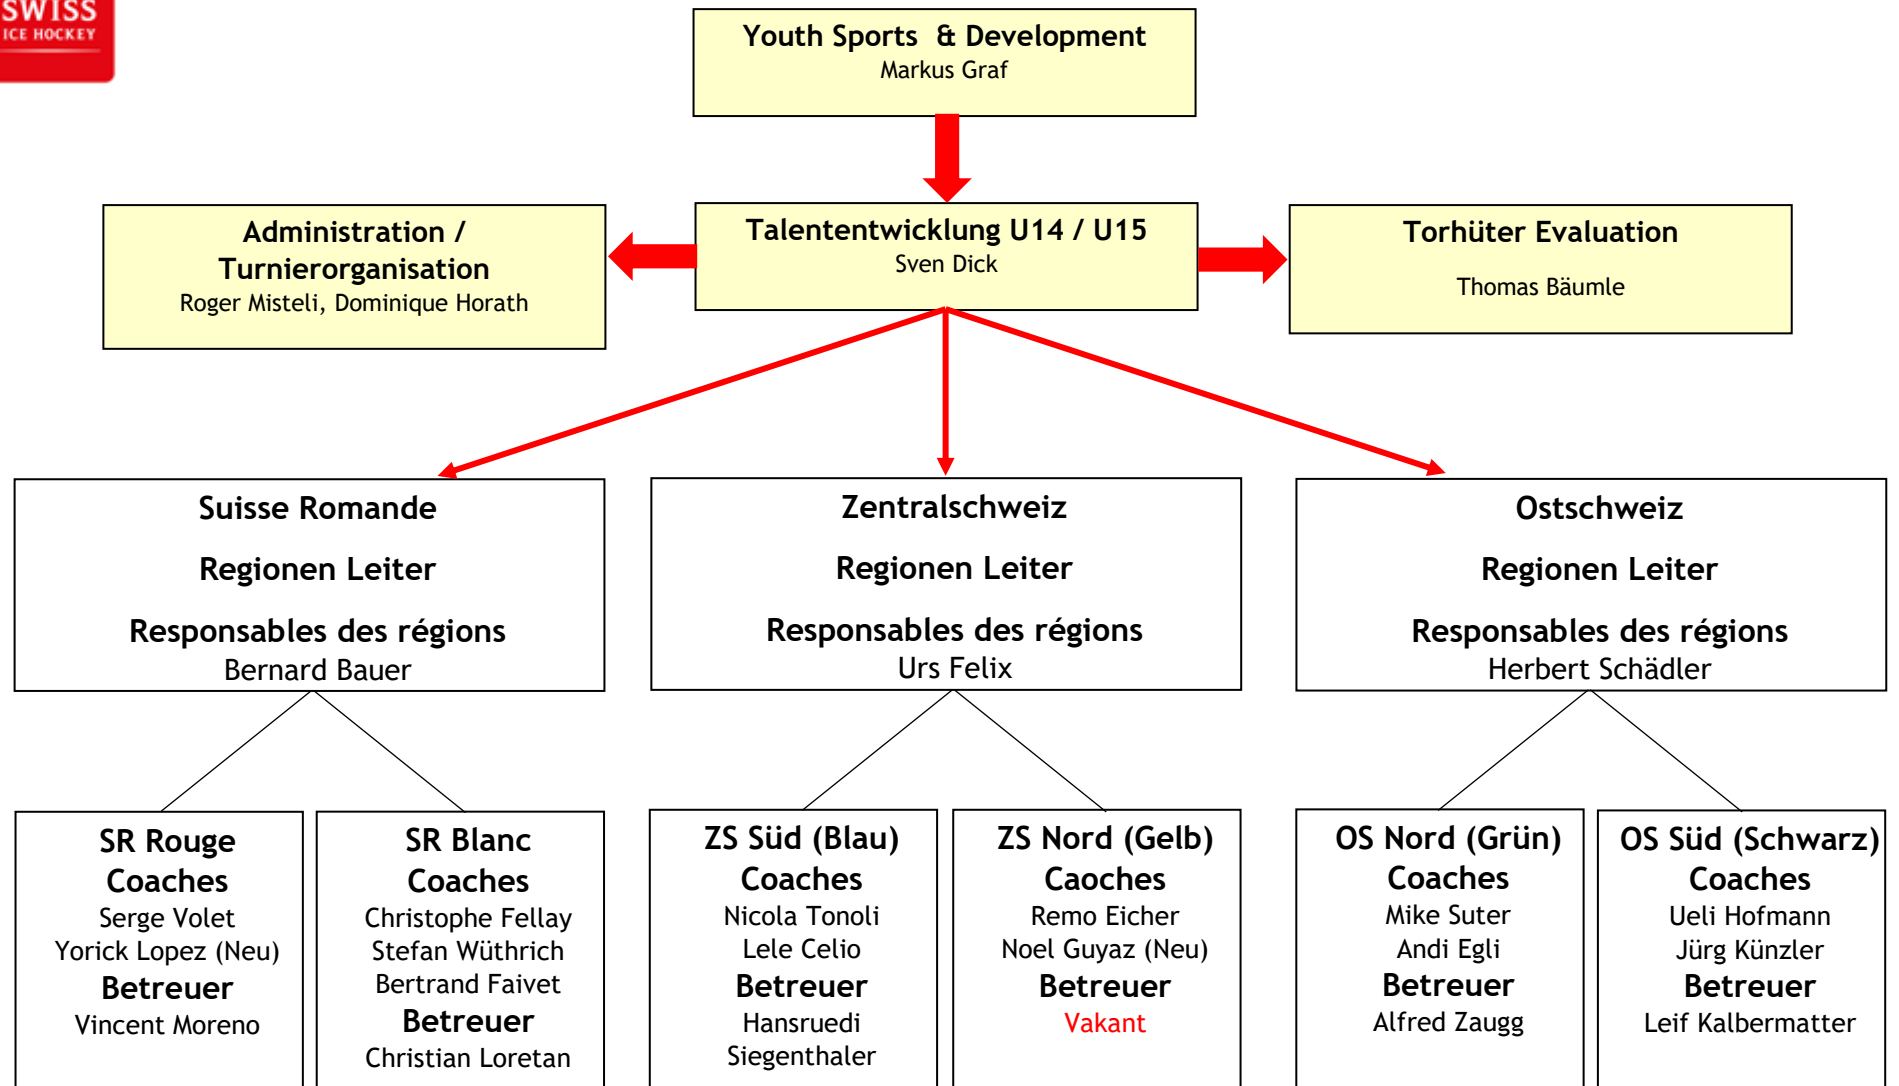 SWISS
ICE HOCKEY
Youth Sports & Development
Markus Graf
Administration /
Turnierorganisation
Roger Misteli, Dominique Horath
Talententwicklung U14 / U15
Sven Dick
Torhüter Evaluation
Thomas Bäumle
Suisse Romande
Regionen Leiter
Responsables des régions
Bernard Bauer
Zentralschweiz
Regionen Leiter
Responsables des régions
Urs Felix
Ostschweiz
Regionen Leiter
Responsables des régions
Herbert Schädler
SR Rouge
Coaches
Serge Volet
Yorick Lopez (Neu)
Betreuer
Vincent Moreno
SR Blanc
Coaches
Christophe Fellay
Stefan Wüthrich
Bertrand Faivet
Betreuer
Christian Loretan
ZS Süd (Blau)
Coaches
Nicola Tonoli
Lele Celio
Betreuer
Hansruedi
Siegenthaler
ZS Nord (Gelb)
Caoches
Remo Eicher
Noel Guyaz (Neu)
Betreuer
Vakant
OS Nord (Grün)
Coaches
Mike Suter
Andi Egli
Betreuer
Alfred Zaugg
OS Süd (Schwarz)
Coaches
Ueli Hofmann
Jürg Künzler
Betreuer
Leif Kalbermatter